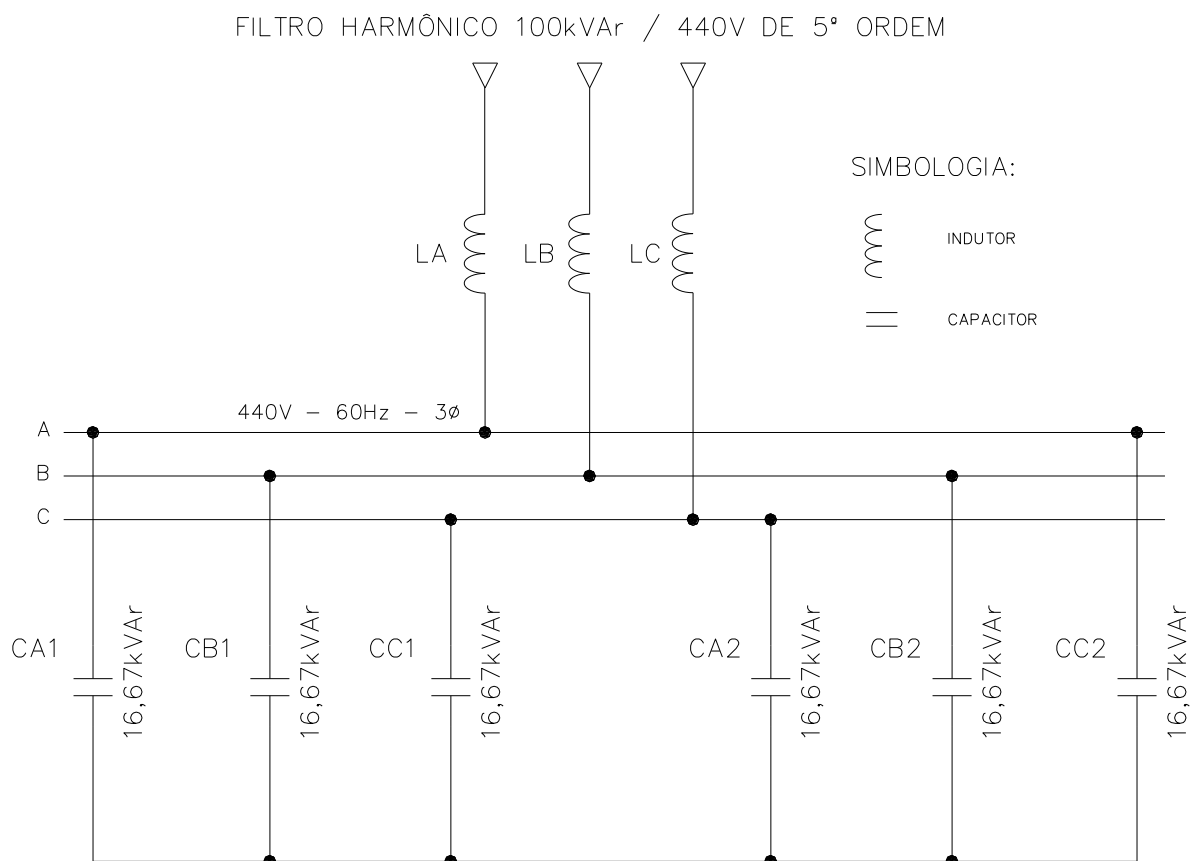 FILTRO HARMÔNICO 100kVAr / 440V DE 5ª ORDEM
SIMBOLOGIA:
INDUTOR
CAPACITOR
LA
LB
LC
440V – 60Hz – 3ø
A
B
C
CA1
16,67kVAr
CB1
16,67kVAr
CC1
16,67kVAr
CA2
16,67kVAr
CB2
16,67kVAr
CC2
16,67kVAr